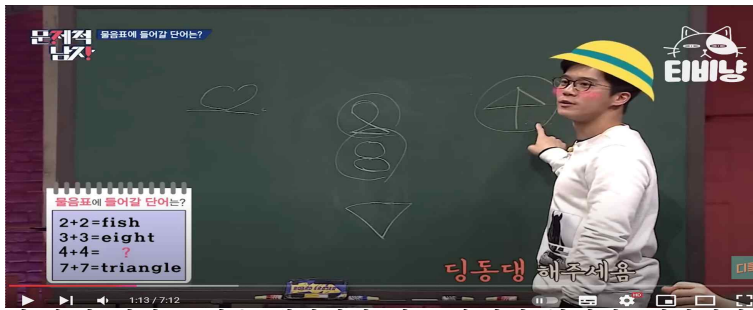 문제적
남자
물음표에 들어갈 단어는?
티비냥
물음표에 들어갈 단어는?
2+2=fish
3+3=eight
4+4= ?
7+7=triangle
딩동댕 해주세욤
1:13 / 7:12
HD